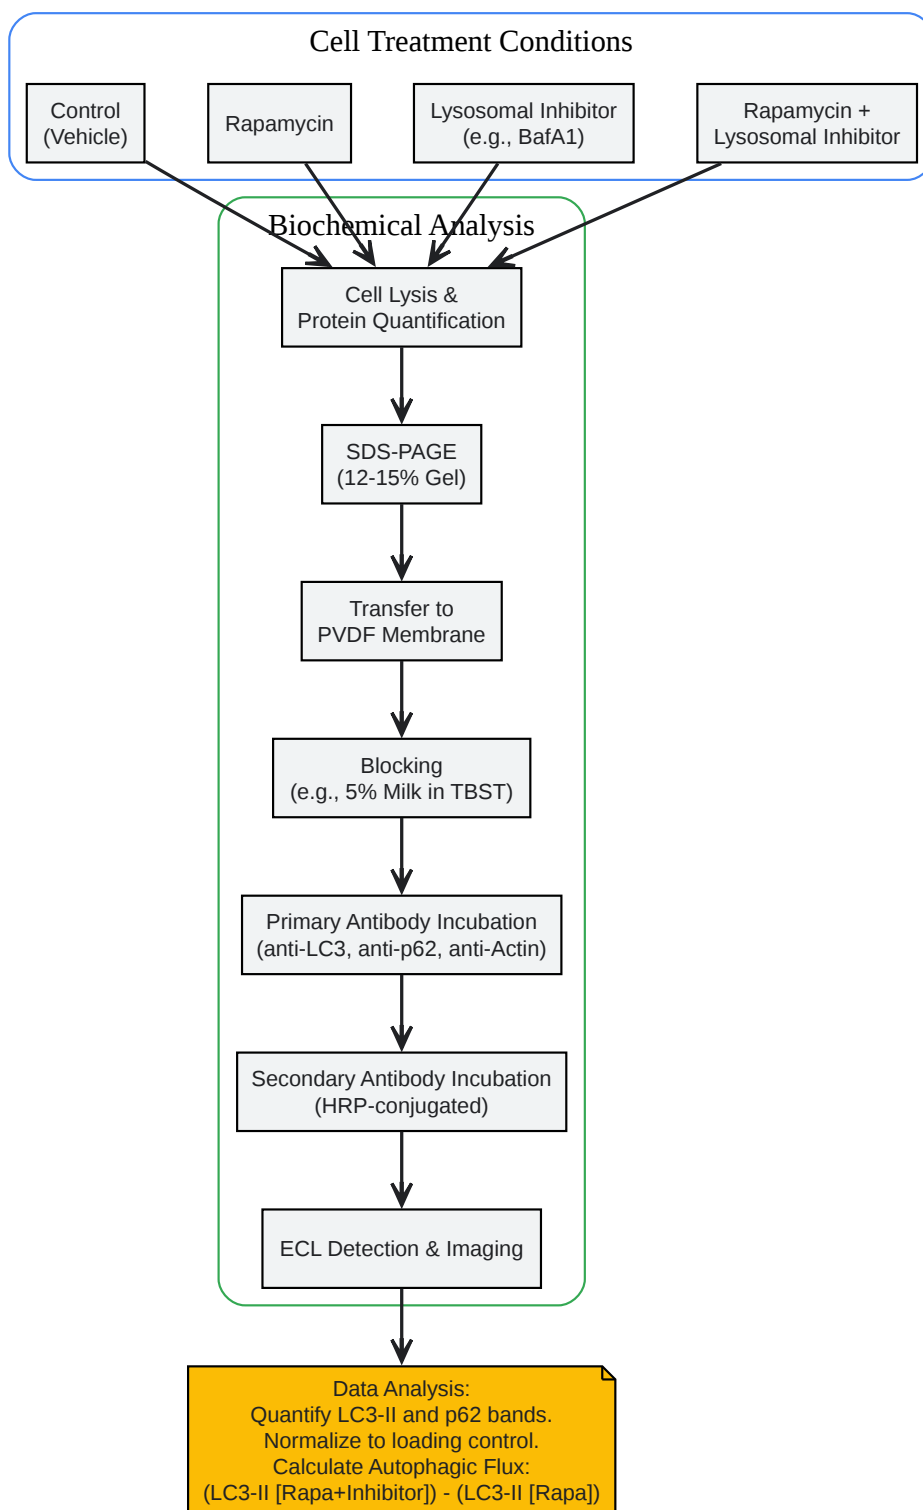 Cell Treatment Conditions
Control
(Vehicle)
Rapamycin
Lysosomal Inhibitor
(e.g., BafA1)
Rapamycin +
Lysosomal Inhibitor
Biochemical Analysis
Cell Lysis &
Protein Quantification
SDS-PAGE
(12-15% Gel)
Transfer to
PVDF Membrane
Blocking
(e.g., 5% Milk in TBST)
Primary Antibody Incubation
(anti-LC3, anti-p62, anti-Actin)
Secondary Antibody Incubation
(HRP-conjugated)
ECL Detection & Imaging
Data Analysis:
Quantify LC3-II and p62 bands.
Normalize to loading control.
Calculate Autophagic Flux:
(LC3-II [Rapa+Inhibitor]) - (LC3-II [Rapa])